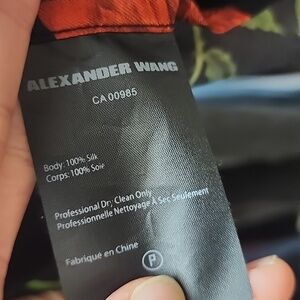 ALEXANDER WANG
CA 00985
Body: 100% Silk
Corps: 100% Soie
Professional Dry Clean Only
Professionnelle Nettoyage À Sec Seulement
Fabriqué en Chine
P